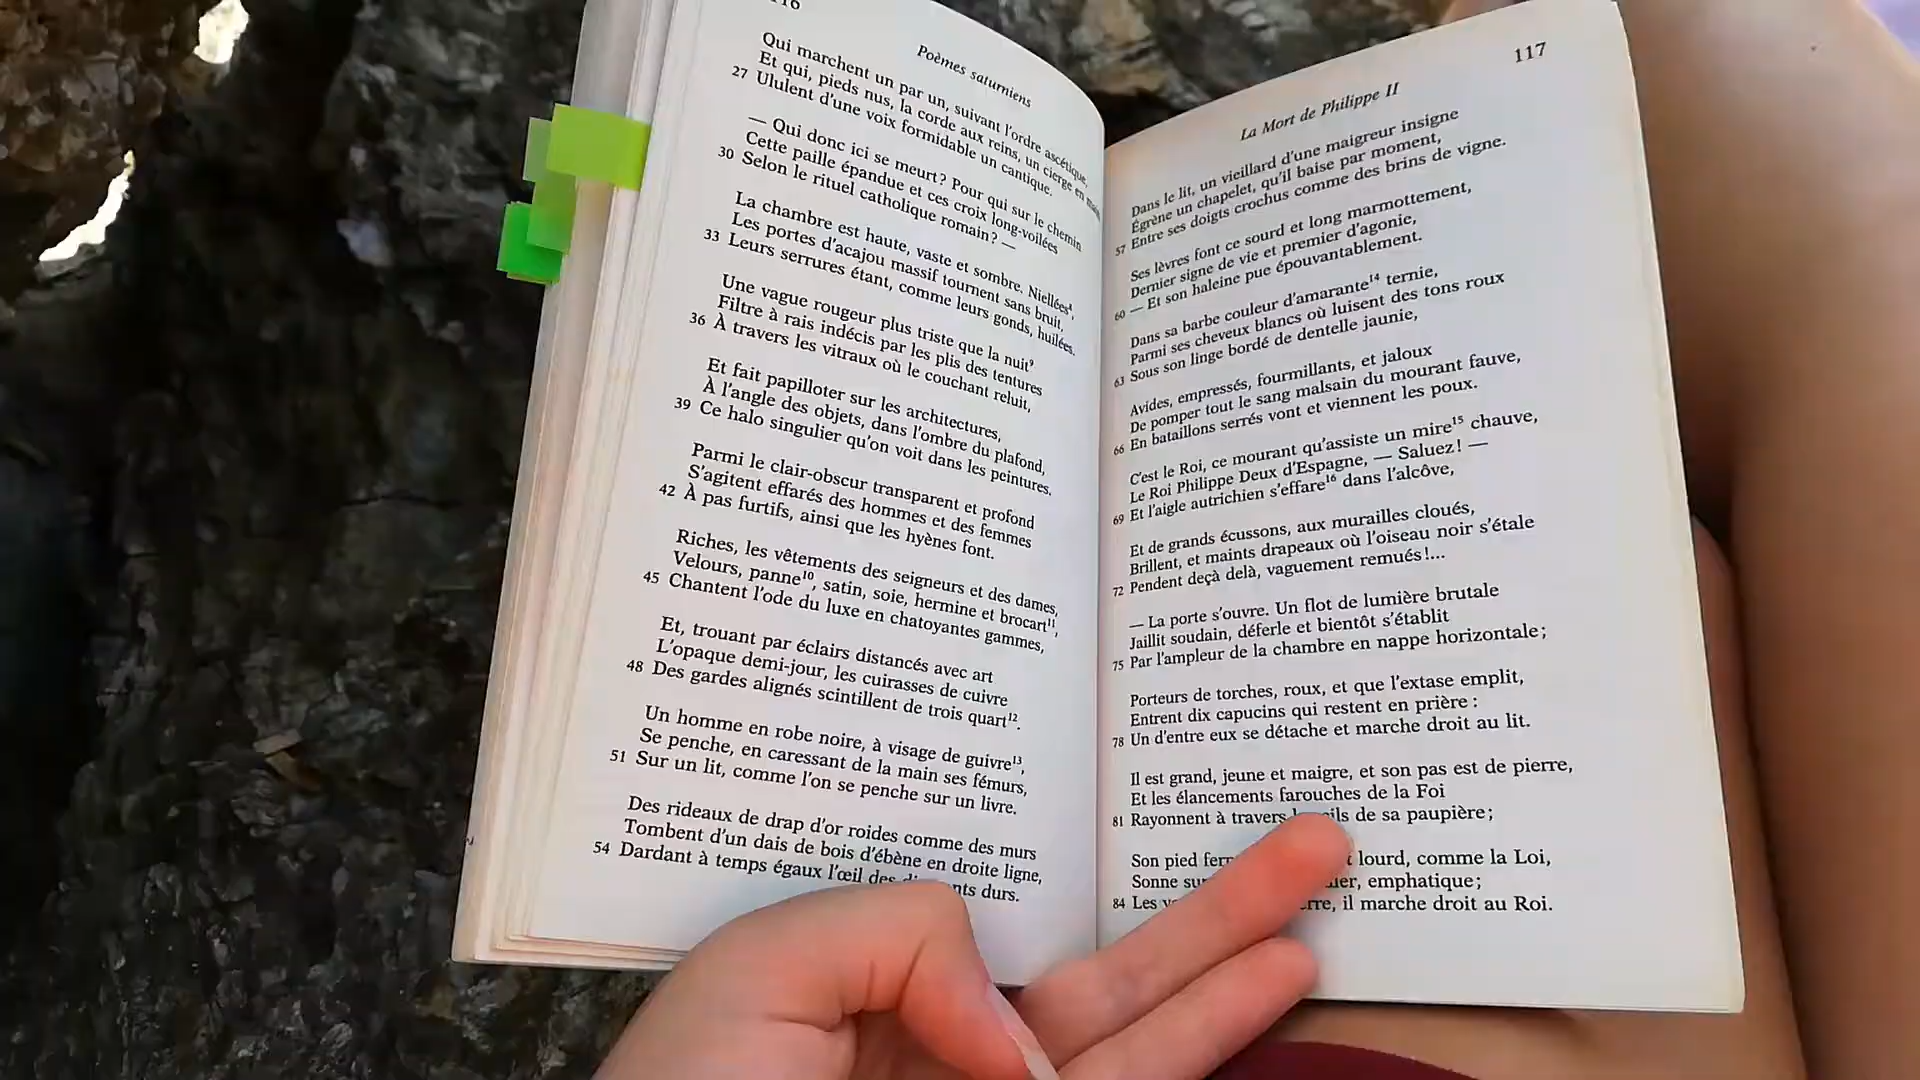 116
Poèmes saturniens
Qui marchent un par un, suivant l'ordre ascétique,
Et qui, pieds nus, la corde aux reins, un cierge en
27 Ululent d'une voix formidable un cantique.
— Qui donc ici se meurt? Pour qui sur le chemin
Cette paille épandue et ces croix long-voilées
30 Selon le rituel catholique romain? —
La chambre est haute, vaste et sombre. Niellées⁸,
Les portes d'acajou massif tournent sans bruit,
33 Leurs serrures étant, comme leurs gonds, huilées.
Une vague rougeur plus triste que la nuit⁹
Filtre à rais indécis par les plis des tentures
36 À travers les vitraux où le couchant reluit,
Et fait papilloter sur les architectures,
À l'angle des objets, dans l'ombre du plafond,
39 Ce halo singulier qu'on voit dans les peintures.
Parmi le clair-obscur transparent et profond
S'agitent effarés des hommes et des femmes
42 À pas furtifs, ainsi que les hyènes font.
Riches, les vêtements des seigneurs et des dames,
Velours, panne¹⁰, satin, soie, hermine et brocart¹¹,
45 Chantent l'ode du luxe en chatoyantes gammes,
Et, trouant par éclairs distancés avec art
L'opaque demi-jour, les cuirasses de cuivre
48 Des gardes alignés scintillent de trois quart¹².
Un homme en robe noire, à visage de guivre¹³,
Se penche, en caressant de la main ses fémurs,
51 Sur un lit, comme l'on se penche sur un livre.
Des rideaux de drap d'or roides comme des murs
Tombent d'un dais de bois d'ébène en droite ligne,
54 Dardant à temps égaux l'œil des durs.
117
La Mort de Philippe II
Dans le lit, un vieillard d'une maigreur insigne
Égrène un chapelet, qu'il baise par moment,
57 Entre ses doigts crochus comme des brins de vigne.
Ses lèvres font ce sourd et long marmottement,
Dernier signe de vie et premier d'agonie,
60 — Et son haleine pue épouvantablement.
Dans sa barbe couleur d'amarante¹⁴ ternie,
Parmi ses cheveux blancs où luisent des tons roux
63 Sous son linge bordé de dentelle jaunie,
Avides, empressés, fourmillants, et jaloux
De pomper tout le sang malsain du mourant fauve,
66 En bataillons serrés vont et viennent les poux.
C'est le Roi, ce mourant qu'assiste un mire¹⁵ chauve,
Le Roi Philippe Deux d'Espagne, — Saluez! —
69 Et l'aigle autrichien s'effare¹⁶ dans l'alcôve,
Et de grands écussons, aux murailles cloués,
Brillent, et maints drapeaux où l'oiseau noir s'étale
72 Pendent deçà delà, vaguement remués!...
— La porte s'ouvre. Un flot de lumière brutale
Jaillit soudain, déferle et bientôt s'établit
75 Par l'ampleur de la chambre en nappe horizontale;
Porteurs de torches, roux, et que l'extase emplit,
Entrent dix capucins qui restent en prière :
78 Un d'entre eux se détache et marche droit au lit.
Il est grand, jeune et maigre, et son pas est de pierre,
Et les élancements farouches de la Foi
81 Rayonnent à travers de sa paupière;
Son pied lourd, comme la Loi,
Sonne emphatique;
84 Les il marche droit au Roi.